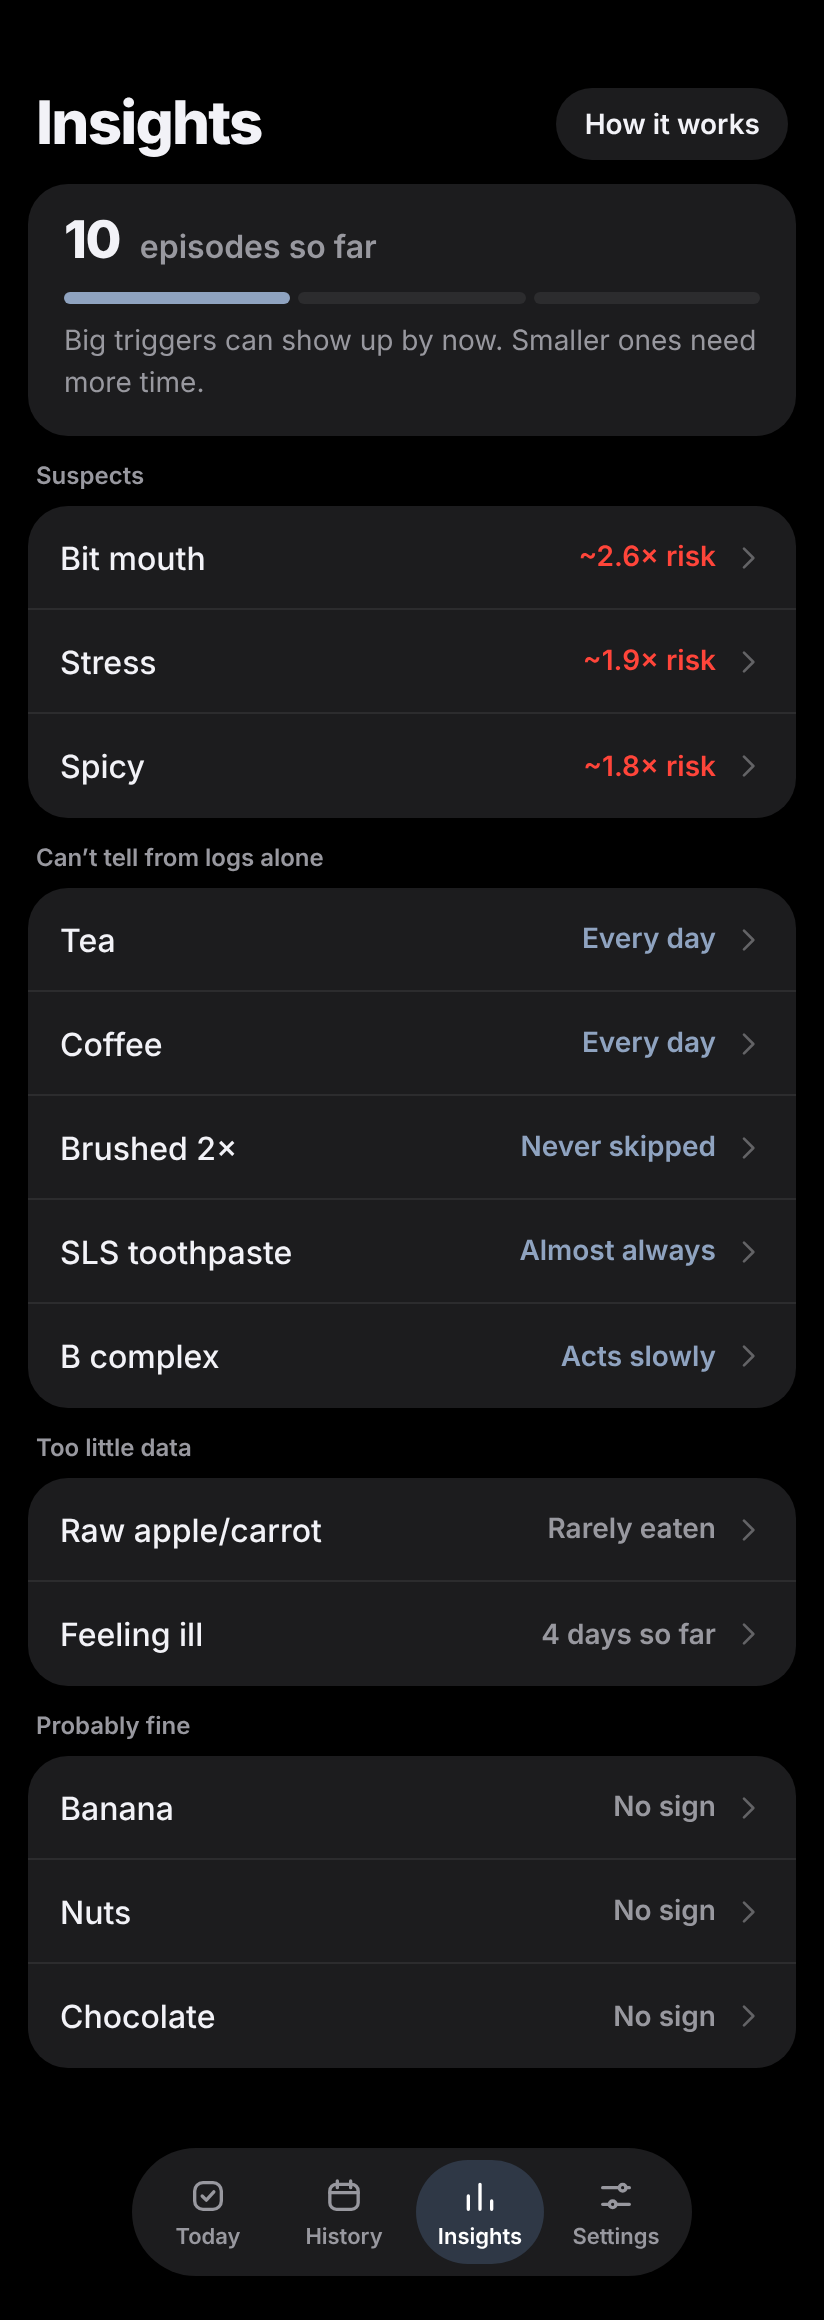 Insights
How it works
10 episodes so far
Big triggers can show up by now. Smaller ones need
more time.
Suspects
Bit mouth ~2.6× risk
Stress ~1.9× risk
Spicy ~1.8× risk
Can’t tell from logs alone
Tea Every day
Coffee Every day
Brushed 2× Never skipped
SLS toothpaste Almost always
B complex Acts slowly
Too little data
Raw apple/carrot Rarely eaten
Feeling ill 4 days so far
Probably fine
Banana No sign
Nuts No sign
Chocolate No sign
Today History Insights Settings